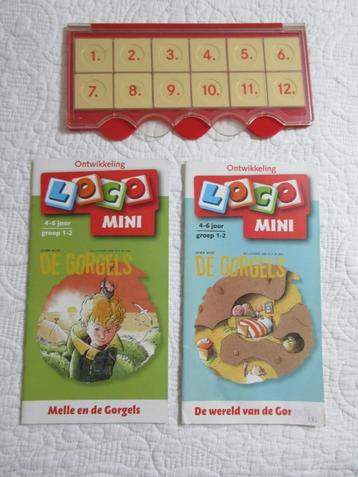 1. 2. 3. 4. 5. 6.
7. 8. 9. 10. 11. 12.
Ontwikkeling
LOCO
MINI
4-6 jaar
groep 1-2
DE GORGELS
Melle en de Gorgels
Ontwikkeling
LOCO
MINI
4-6 jaar
groep 1-2
DE GORGELS
De wereld van de